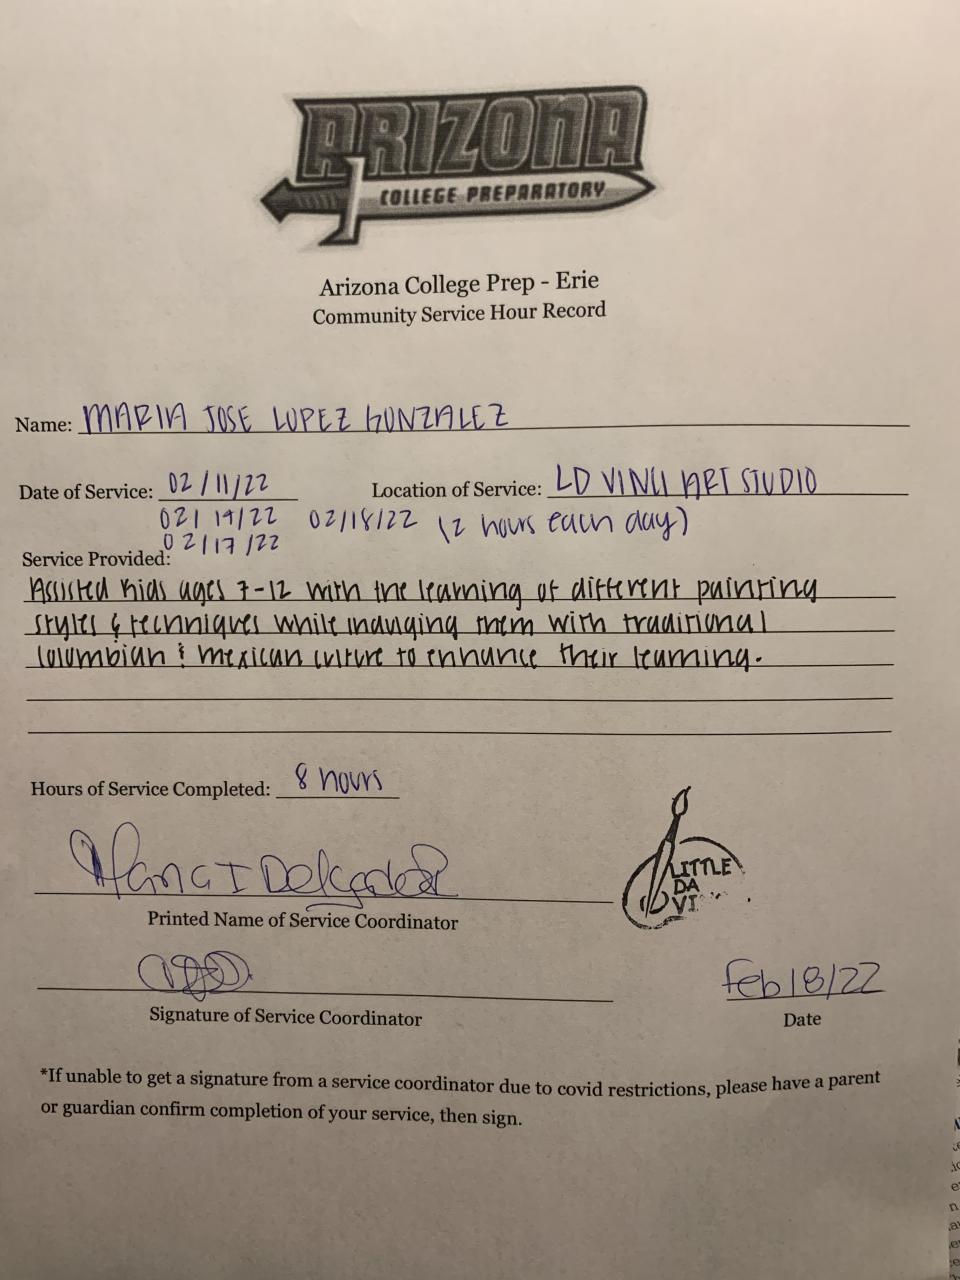 ARIZONA
COLLEGE PREPARATORY
Arizona College Prep - Erie
Community Service Hour Record
Name: MARIA JOSE LOPEZ GONZALEZ
Date of Service: 02/11/22 Location of Service: LD VINCI ART STUDIO
02/14/22 02/18/22 (2 hours each day)
02/17/22
Service Provided:
Assisted kids ages 7-12 with the learning of different painting
styles & techniques while indulging them with traditional
Columbian & mexican culture to enhance their learning.
Hours of Service Completed: 8 hours
LITTLE
DA
VI
Delgado
Printed Name of Service Coordinator
Feb 18/22
Signature of Service Coordinator
Date
*If unable to get a signature from a service coordinator due to covid restrictions, please have a parent
or guardian confirm completion of your service, then sign.